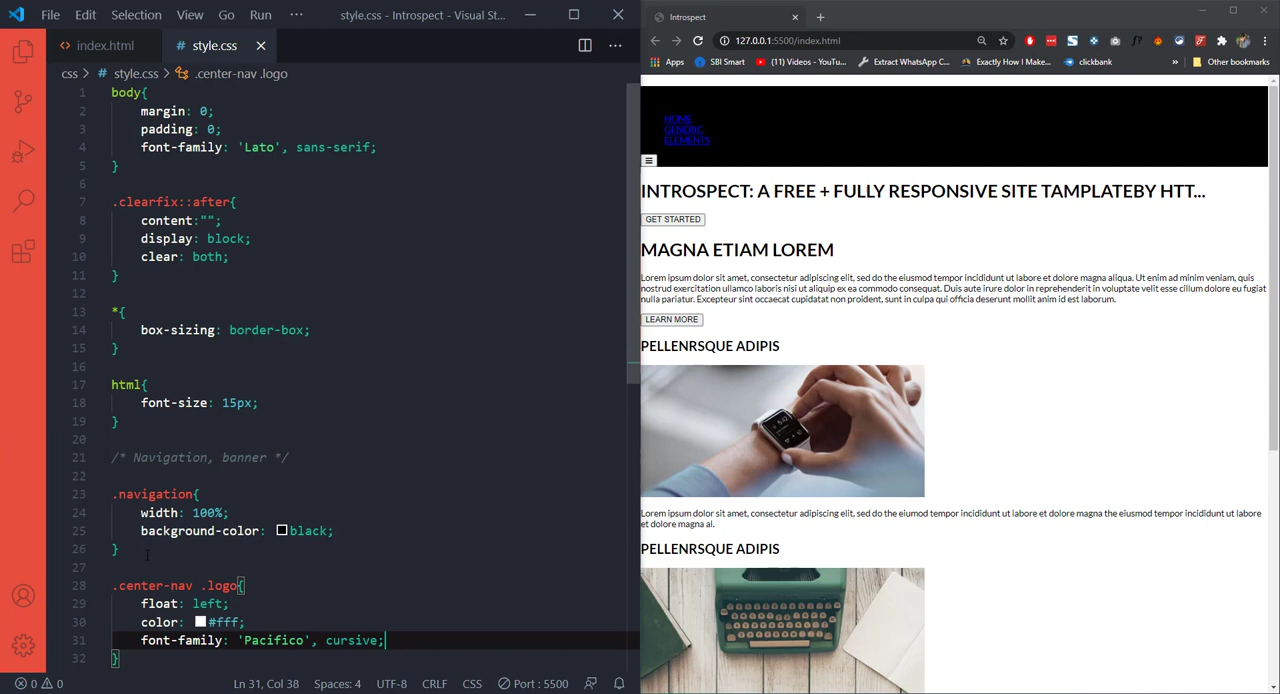 File Edit Selection View Go Run ··· style.css - Introspect - Visual St...
index.html style.css
css > style.css > .center-nav .logo
1 body{
2 margin: 0;
3 padding: 0;
4 font-family: 'Lato', sans-serif;
5 }
6
7 .clearfix::after{
8 content:"";
9 display: block;
10 clear: both;
11 }
12
13 *{
14 box-sizing: border-box;
15 }
16
17 html{
18 font-size: 15px;
19 }
20
21 /* Navigation, banner */
22
23 .navigation{
24 width: 100%;
25 background-color: black;
26 }
27
28 .center-nav .logo{
29 float: left;
30 color: #fff;
31 font-family: 'Pacifico', cursive;
32 }
0 0 Ln 31, Col 38 Spaces: 4 UTF-8 CRLF CSS Port : 5500
Introspect
127.0.0.1:5500/index.html
Apps SBI Smart (11) Videos - YouTu... Extract WhatsApp C... Exactly How I Make... clickbank » Other bookmarks
HOME
GENERIC
ELEMENTS
INTROSPECT: A FREE + FULLY RESPONSIVE SITE TAMPLATEBY HTT...
GET STARTED
MAGNA ETIAM LOREM
Lorem ipsum dolor sit amet, consectetur adipiscing elit, sed do the eiusmod tempor incididunt ut labore et dolore magna aliqua. Ut enim ad minim veniam, quis
nostrud exercitation ullamco laboris nisi ut aliquip ex ea commodo consequat. Duis aute irure dolor in reprehenderit in voluptate velit esse cillum dolore eu fugiat
nulla pariatur. Excepteur sint occaecat cupidatat non proident, sunt in culpa qui officia deserunt mollit anim id est laborum.
LEARN MORE
PELLENRSQUE ADIPIS
Lorem ipsum dolor sit amet, consectetur adipiscing elit, sed do eiusmod tempor incididunt ut labore et dolore magna the eiusmod tempor incididunt ut labore
et dolore magna al.
PELLENRSQUE ADIPIS